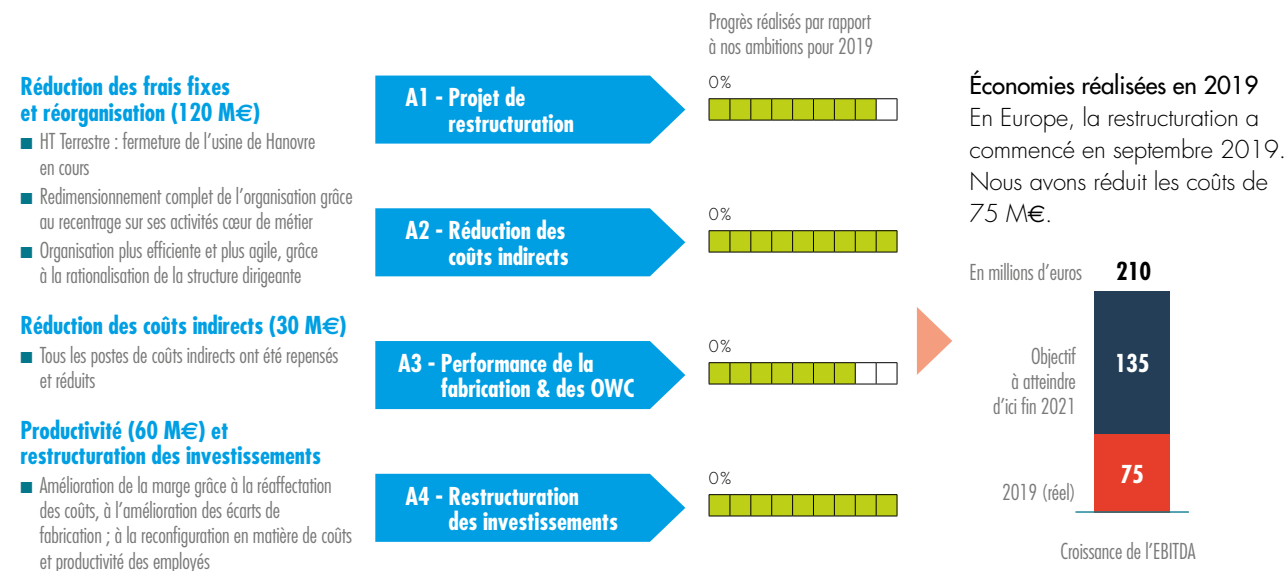 Progrès réalisés par rapport
à nos ambitions pour 2019
Réduction des frais fixes
et réorganisation (120 M€)
HT Terrestre : fermeture de l'usine de Hanovre
en cours
Redimensionnement complet de l'organisation grâce
au recentrage sur ses activités cœur de métier
Organisation plus efficiente et plus agile, grâce
à la rationalisation de la structure dirigeante
Réduction des coûts indirects (30 M€)
Tous les postes de coûts indirects ont été repensés
et réduits
Productivité (60 M€) et
restructuration des investissements
Amélioration de la marge grâce à la réaffectation
des coûts, à l'amélioration des écarts de
fabrication ; à la reconfiguration en matière de coûts
et productivité des employés
A1 - Projet de
restructuration
0%
A2 - Réduction des
coûts indirects
0%
A3 - Performance de la
fabrication & des OWC
0%
A4 - Restructuration
des investissements
0%
Économies réalisées en 2019
En Europe, la restructuration a
commencé en septembre 2019.
Nous avons réduit les coûts de
75 M€.
En millions d'euros
210
Objectif
à atteindre
d'ici fin 2021
135
2019 (réel)
75
Croissance de l'EBITDA